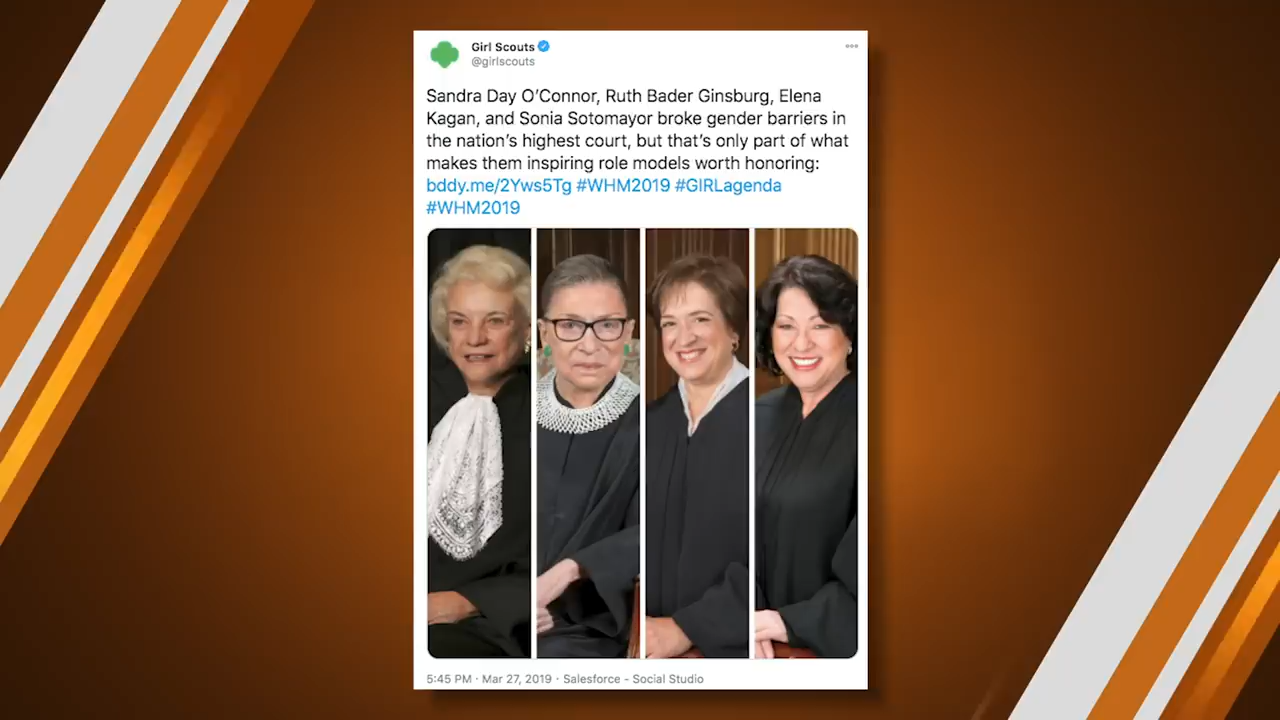 Girl Scouts
@girlscouts
Sandra Day O'Connor, Ruth Bader Ginsburg, Elena
Kagan, and Sonia Sotomayor broke gender barriers in
the nation's highest court, but that's only part of what
makes them inspiring role models worth honoring:
bddy.me/2Yws5Tg #WHM2019 #GIRLagenda
#WHM2019
5:45 PM · Mar 27, 2019 · Salesforce - Social Studio